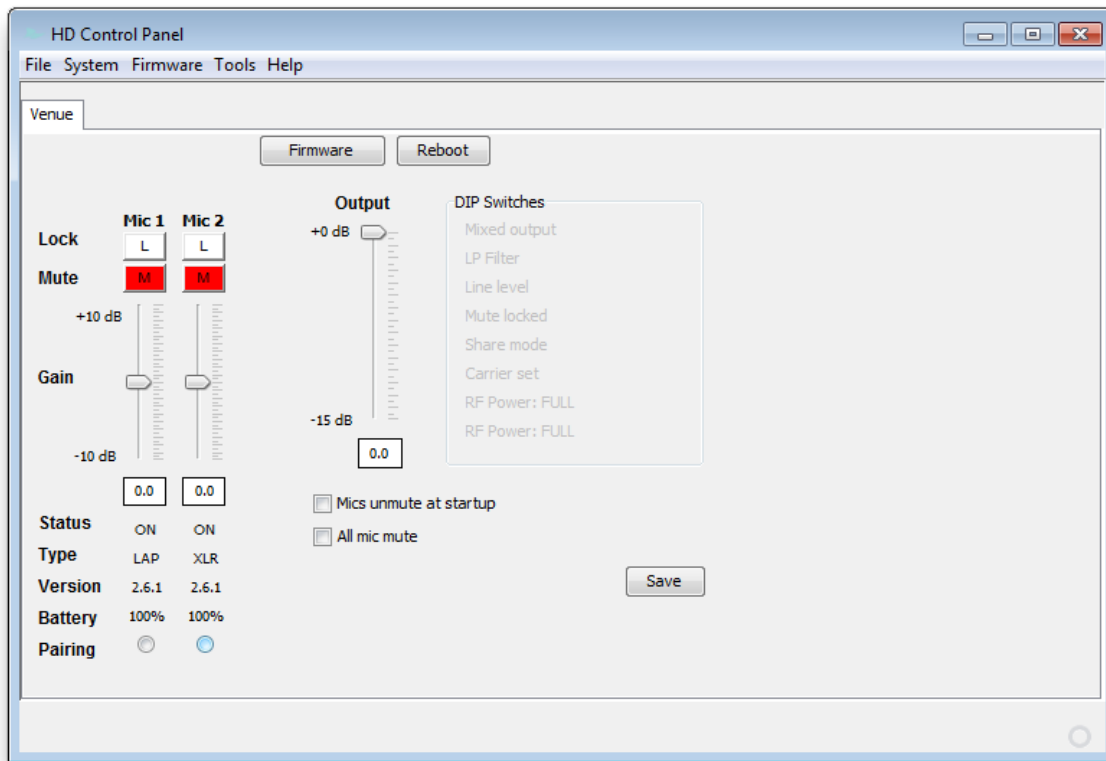 HD Control Panel
File System Firmware Tools Help
Venue
Firmware Reboot
Mic 1 Mic 2
Lock L L
Mute M M
+10 dB
Gain
-10 dB
0.0 0.0
Status ON ON
Type LAP XLR
Version 2.6.1 2.6.1
Battery 100% 100%
Pairing
Output
+0 dB
-15 dB
0.0
DIP Switches
Mixed output
LP Filter
Line level
Mute locked
Share mode
Carrier set
RF Power: FULL
RF Power: FULL
Mics unmute at startup
All mic mute
Save